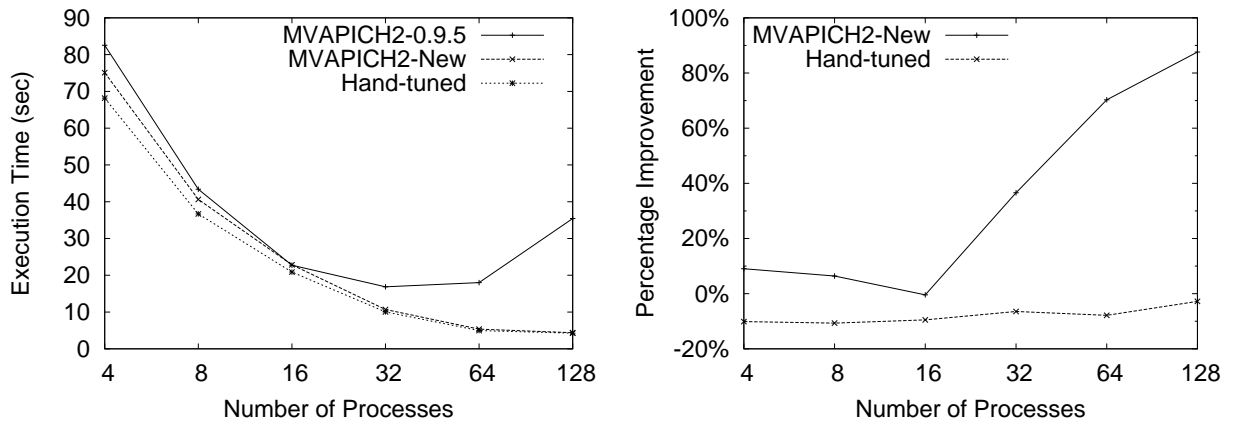 Execution Time (sec)
90
80
70
60
50
40
30
20
10
0
MVAPICH2-0.9.5
MVAPICH2-New
Hand-tuned
4 8 16 32 64 128
Number of Processes
Percentage Improvement
100%
80%
60%
40%
20%
0%
-20%
MVAPICH2-New
Hand-tuned
4 8 16 32 64 128
Number of Processes